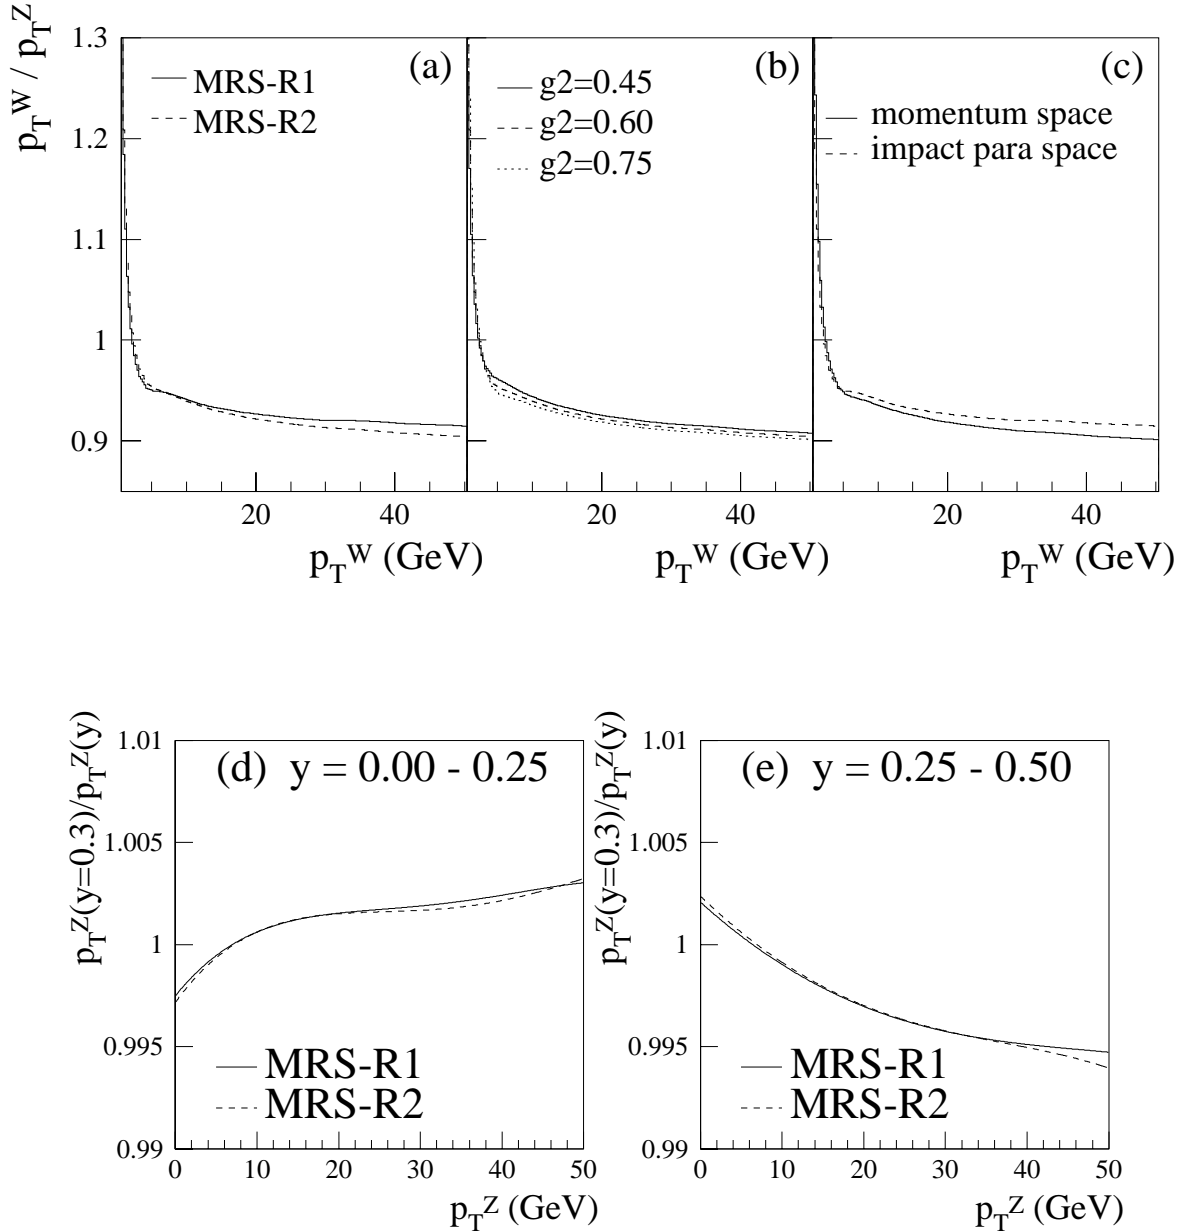 p_T^W / p_T^Z
1.3
1.2
1.1
1
0.9
(a)
MRS-R1
MRS-R2
20 40
p_T^W (GeV)
(b)
g2=0.45
g2=0.60
g2=0.75
20 40
p_T^W (GeV)
(c)
momentum space
impact para space
20 40
p_T^W (GeV)
p_T^Z(y=0.3)/p_T^Z(y)
1.01
1.005
1
0.995
0.99
(d) y = 0.00 - 0.25
MRS-R1
MRS-R2
0 10 20 30 40 50
p_T^Z (GeV)
p_T^Z(y=0.3)/p_T^Z(y)
1.01
1.005
1
0.995
0.99
(e) y = 0.25 - 0.50
MRS-R1
MRS-R2
0 10 20 30 40 50
p_T^Z (GeV)